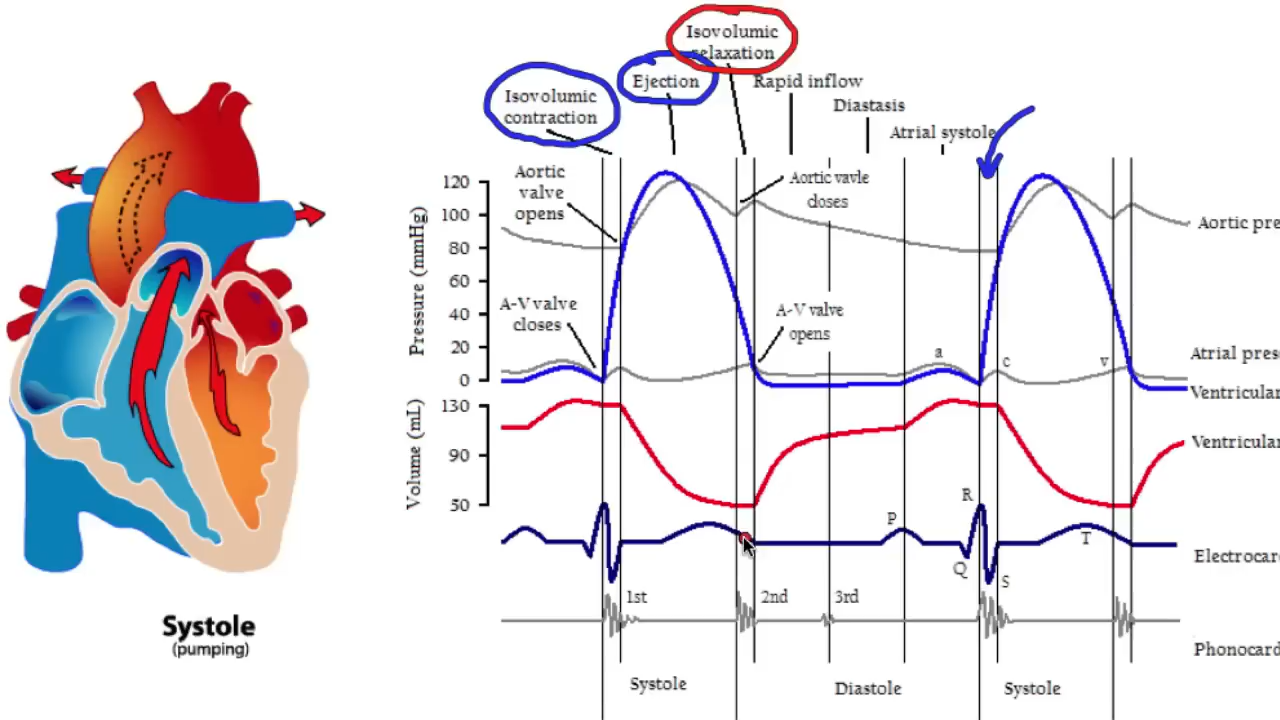 Isovolumic
relaxation
Ejection
Rapid inflow
Isovolumic
contraction
Diastasis
Atrial systole
Aortic
valve
opens
Aortic vavle
closes
A-V valve
closes
A-V valve
opens
Pressure (mmHg)
120
100
80
60
40
20
0
a
c
v
Aortic pre
Atrial pres
Ventricular
Volume (mL)
130
90
50
Ventricular
R
P
Q
S
T
Electrocar
1st
2nd
3rd
Phonocard
Systole
Diastole
Systole
Systole
(pumping)